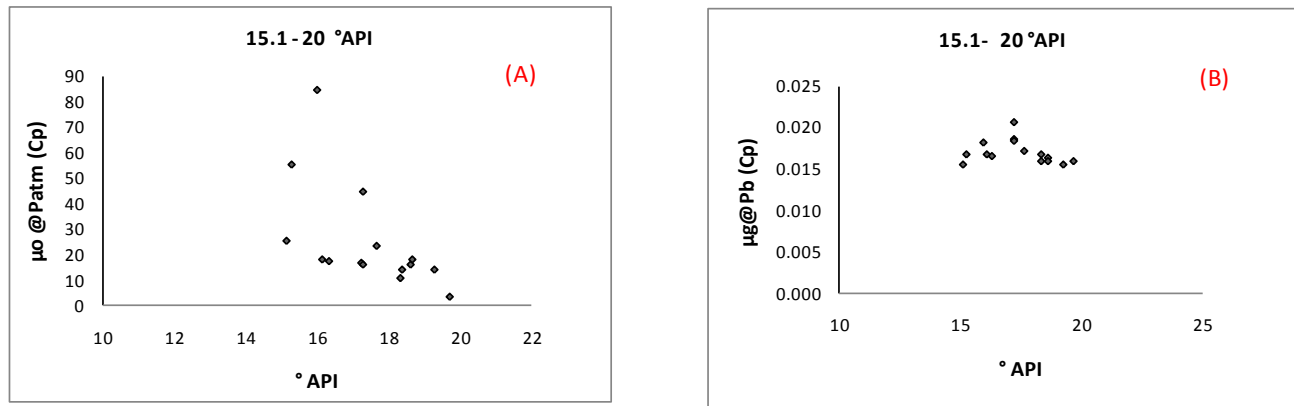 15.1-20 °API
(A)
90
80
70
60
50
40
30
20
10
0
µo @Patm (Cp)
10 12 14 16 18 20 22
° API
15.1- 20 °API
(B)
0.025
0.020
0.015
0.010
0.005
0.000
µg@Pb (Cp)
10 15 20 25
° API